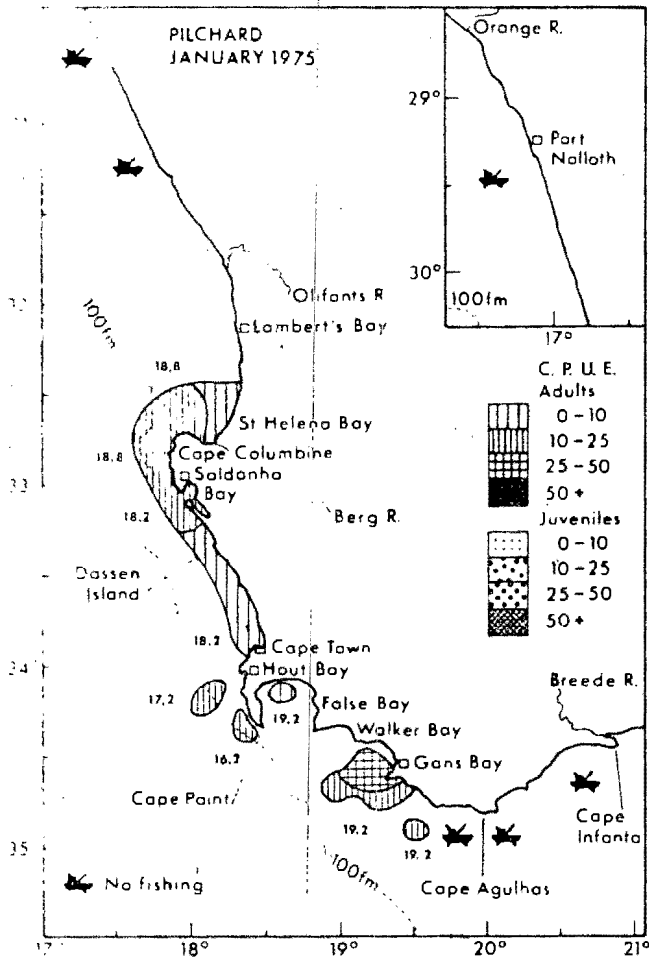 PILCHARD
JANUARY 1975
Orange R.
29°
Port
Nolloth
30°
100fm
17°
Olifants R
100fm
Lambert's Bay
18,8
C. P. U. E.
Adults
0-10
10-25
25-50
50+
Juveniles
0-10
10-25
25-50
50+
St Helena Bay
Cape Columbine
18,8
Saldanha
Bay
33
18.2
Berg R.
Dassen
Island
18.2
Cape Town
34
Hout Bay
Breede R.
17,2
False Bay
19.2
Walker Bay
16,2
Gans Bay
Cape Point
Cape
Infanta
19.2
19.2
35
100fm
No fishing
Cape Agulhas
17
18°
19°
20°
21°